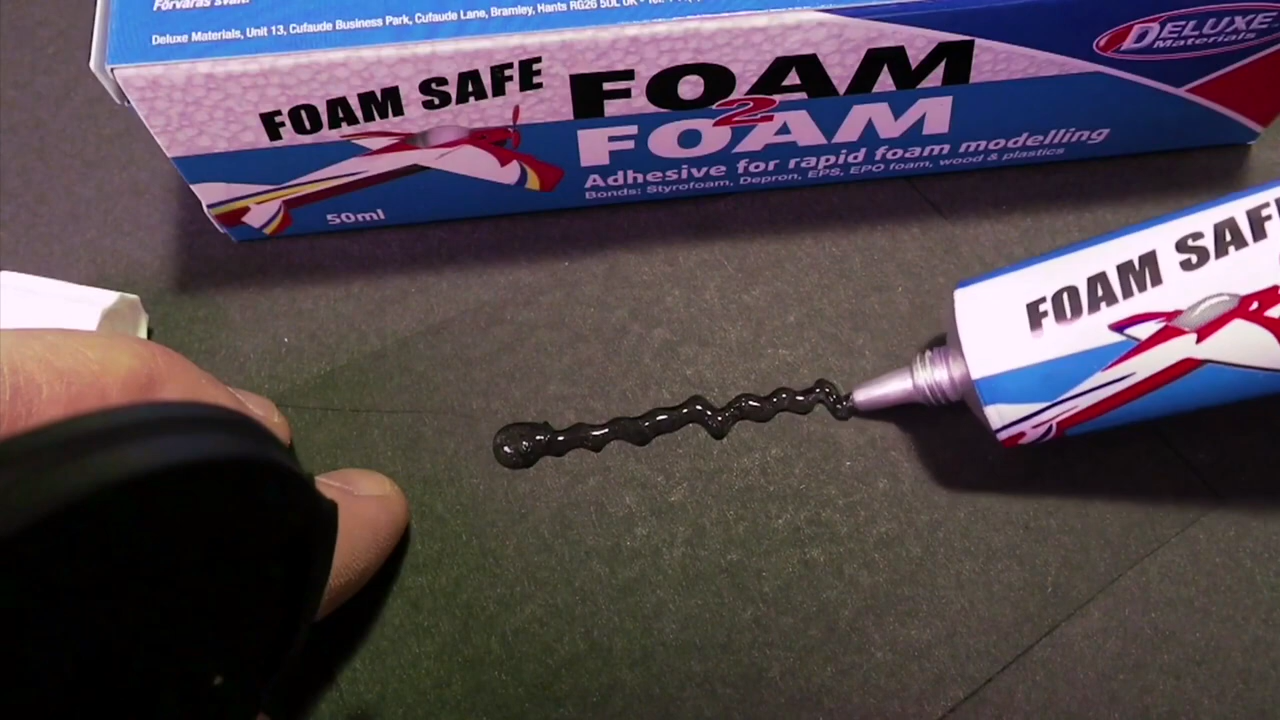 Förvaras svalt.
Deluxe Materials, Unit 13, Cufaude Business Park, Cufaude Lane, Bramley, Hants RG26 5DL UK
FOAM SAFE
FOAM
2
FOAM
Adhesive for rapid foam modelling
Bonds: Styrofoam, Depron, EPS, EPO foam, wood & plastics
50ml
DELUXE
Materials
FOAM SAFE